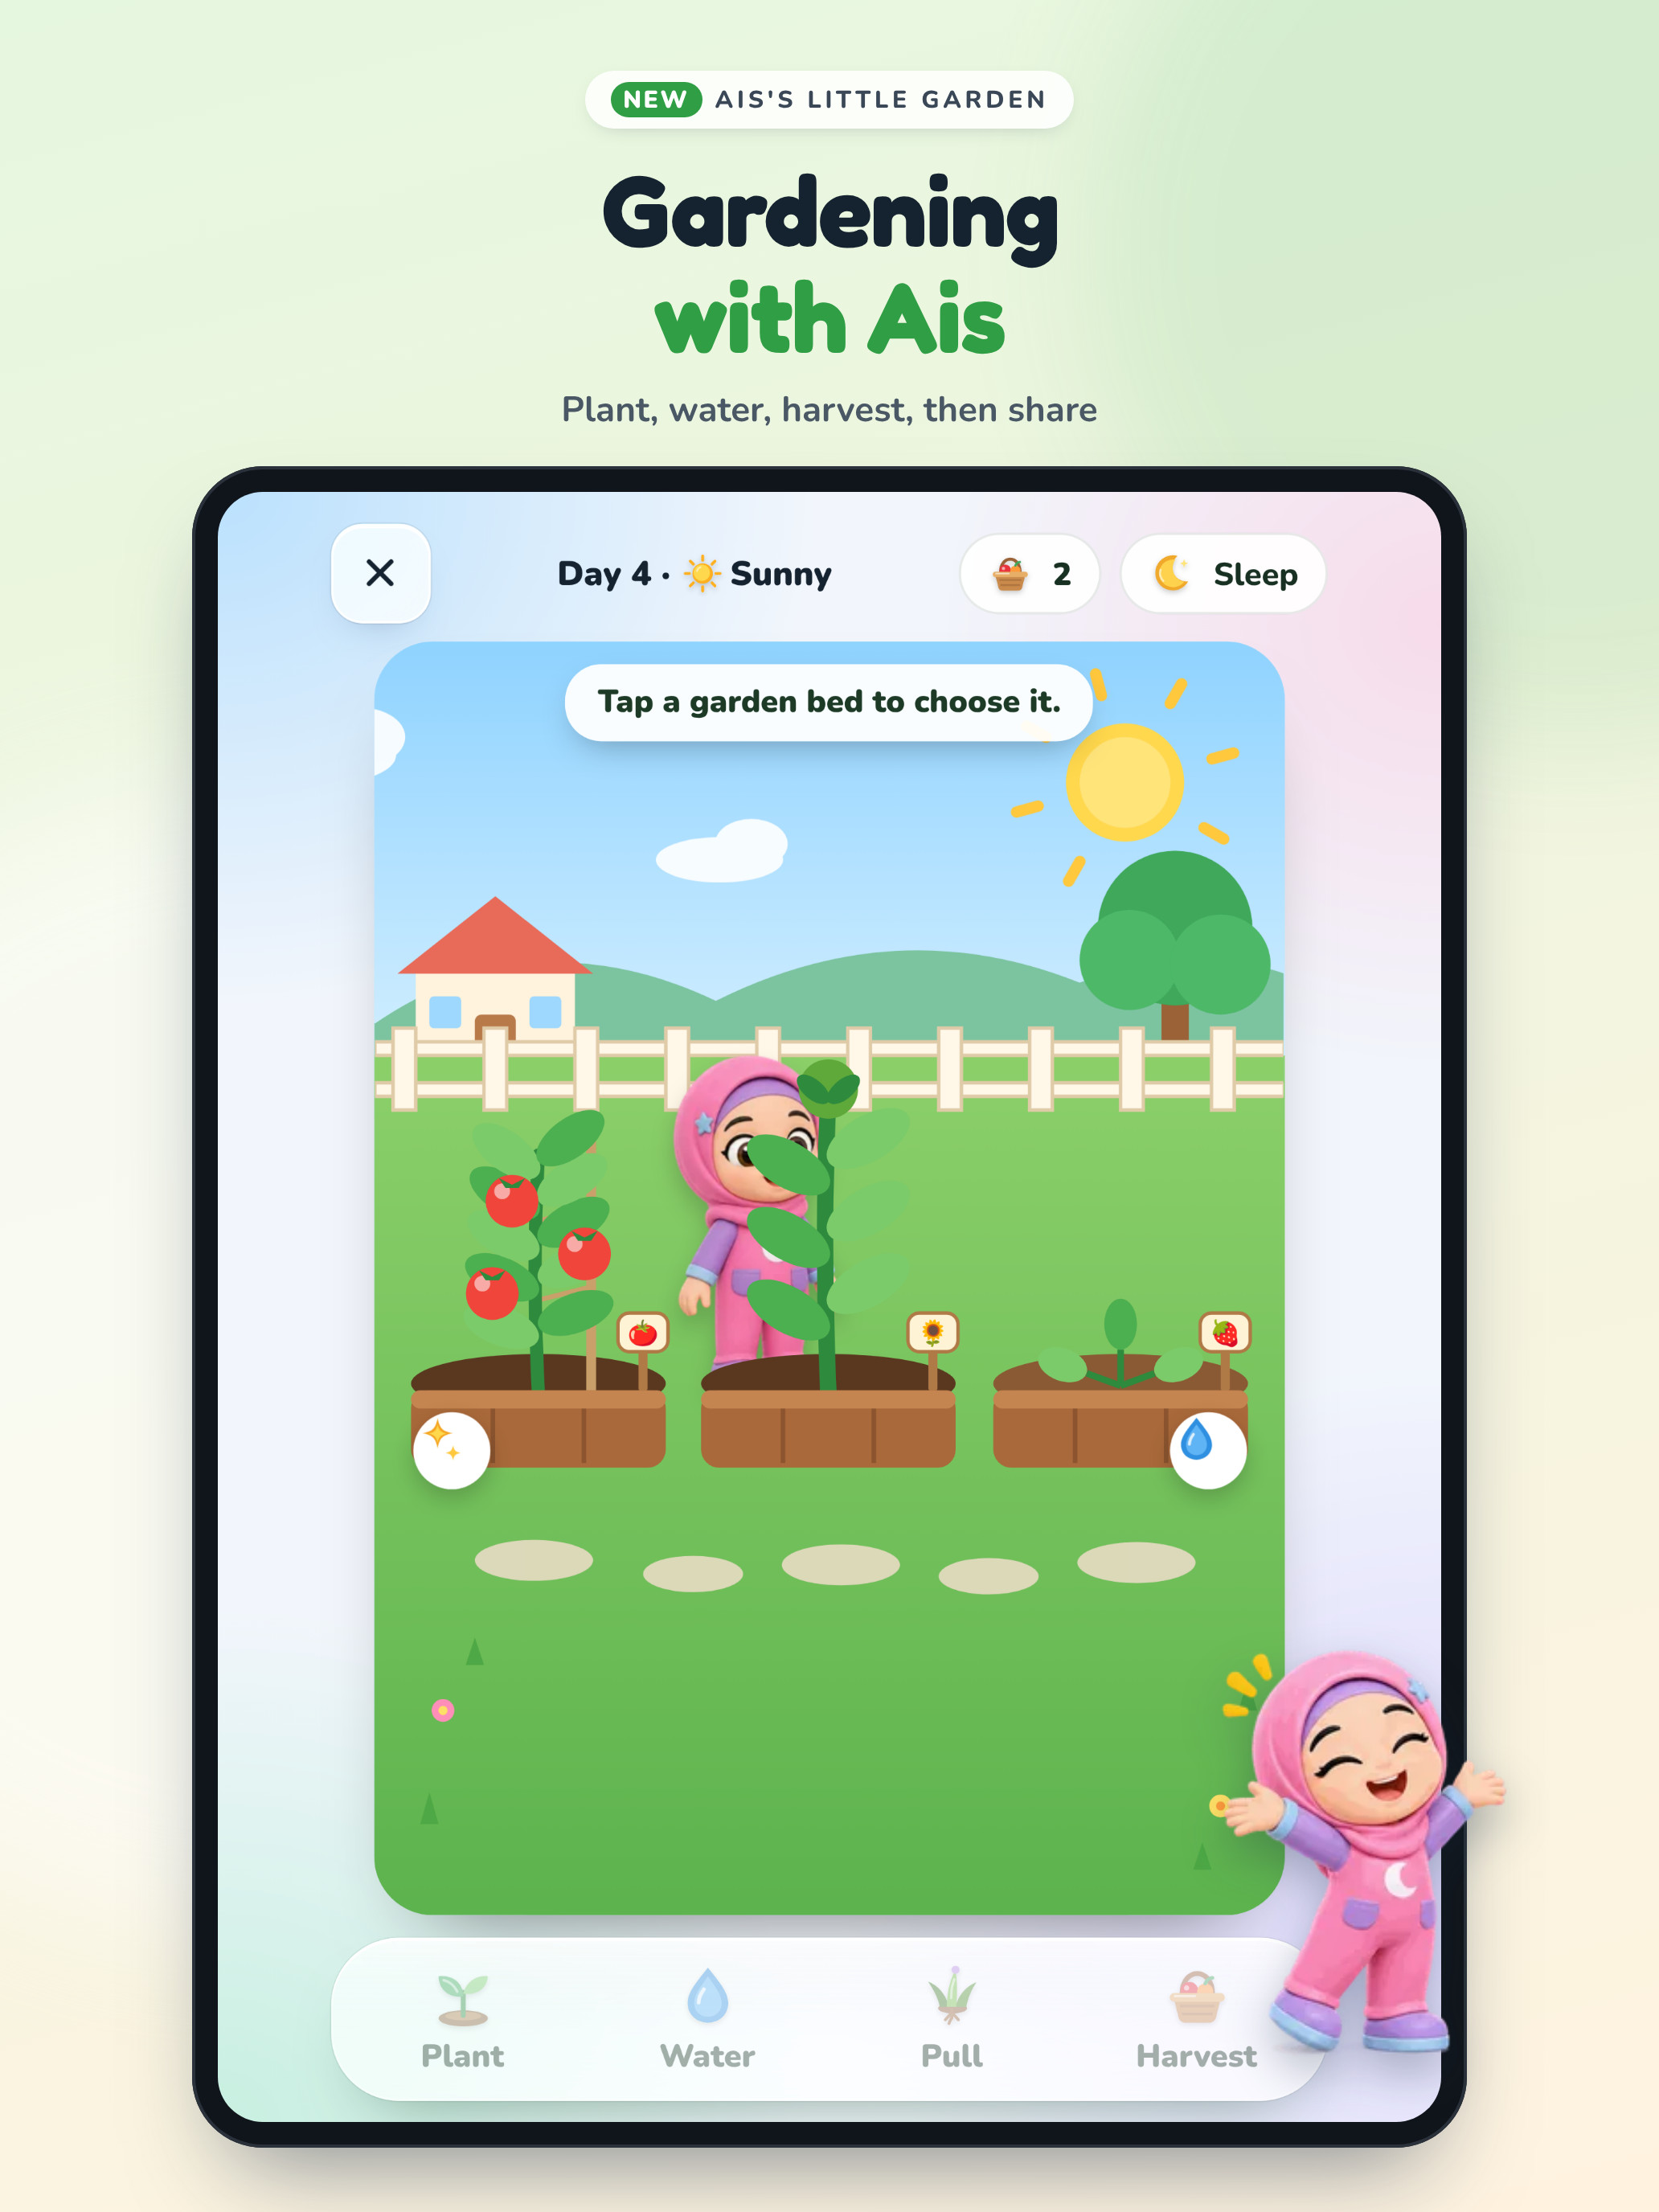 NEW AIS'S LITTLE GARDEN
Gardening
with Ais
Plant, water, harvest, then share
Day 4 · ☀️ Sunny
2
Sleep
Tap a garden bed to choose it.
Plant
Water
Pull
Harvest